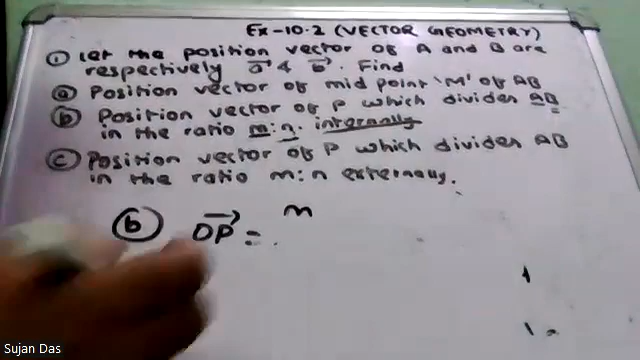 Ex-10.2 (VECTOR GEOMETRY)
① Let the position vector of A and B are
respectively a⃗ & b⃗. Find
ⓐ Position vector of mid point 'M' of AB
ⓑ Position vector of P which divides AB
in the ratio m:n. internally
ⓒ Position vector of P which divides AB
in the ratio m:n externally.
ⓑ OP⃗ = m
Sujan Das